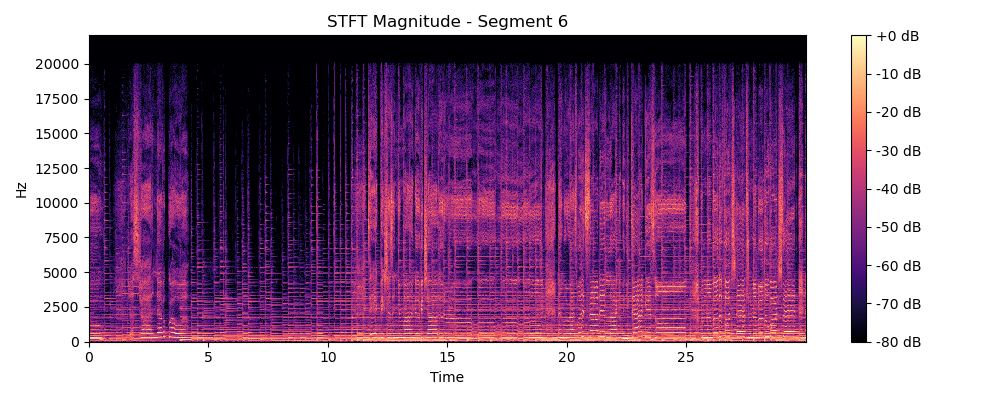 STFT Magnitude - Segment 6
Hz
20000
17500
15000
12500
10000
7500
5000
2500
0
0 5 10 15 20 25
Time
+0 dB
-10 dB
-20 dB
-30 dB
-40 dB
-50 dB
-60 dB
-70 dB
-80 dB